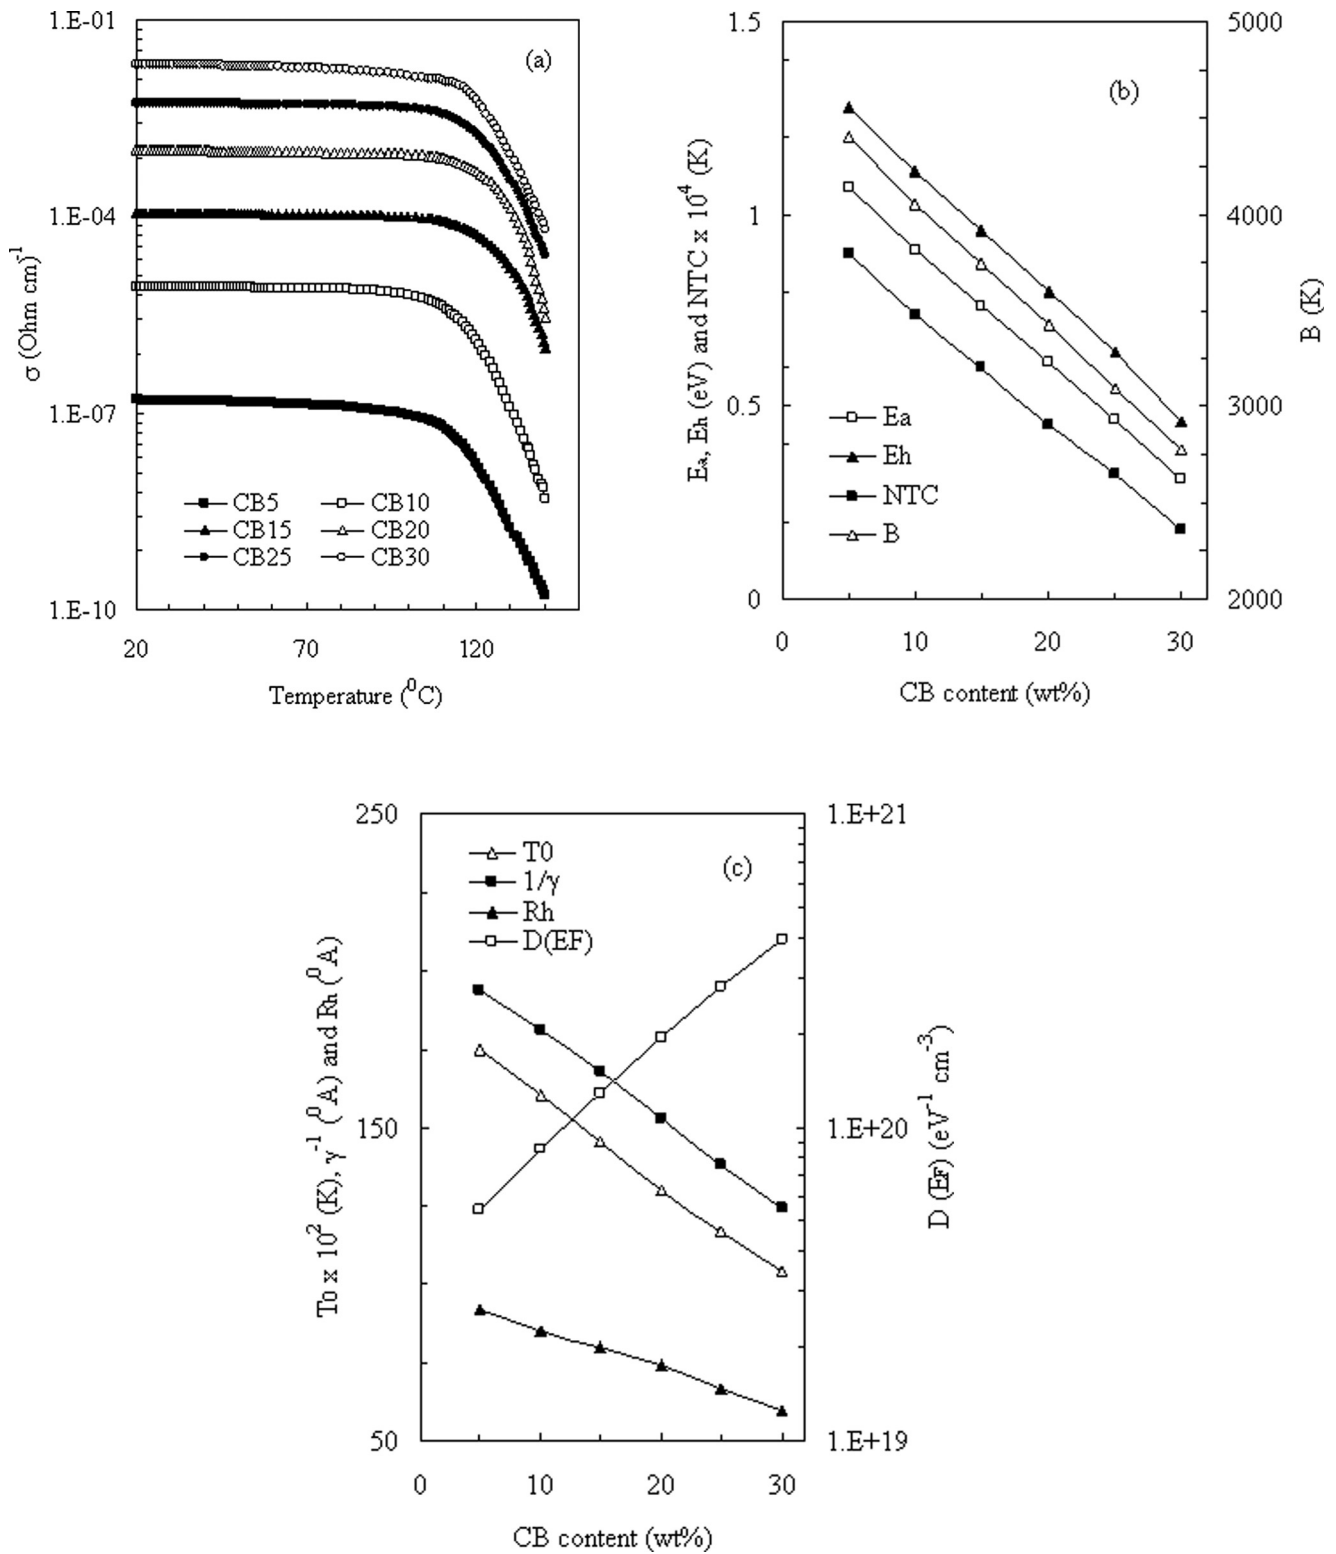 (a)
1.E-01
1.E-04
1.E-07
1.E-10
σ (Ohm cm)-1
CB5 CB10
CB15 CB20
CB25 CB30
20 70 120
Temperature (0C)
(b)
1.5
1
0.5
0
Ea, Eh (eV) and NTC x 104 (K)
5000
4000
3000
2000
B (K)
Ea
Eh
NTC
B
0 10 20 30
CB content (wt%)
(c)
250
150
50
T0 x 102 (K), γ-1 (0A) and Rh (0A)
T0
1/γ
Rh
D(EF)
1.E+21
1.E+20
1.E+19
D (EF) (eV-1 cm-3)
0 10 20 30
CB content (wt%)